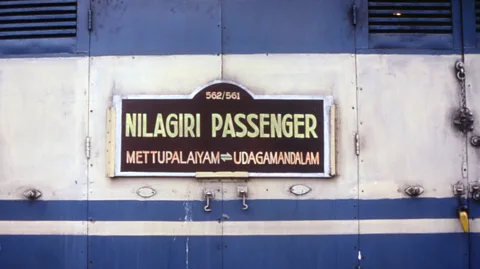 562/561
NILAGIRI PASSENGER
METTUPALAIYAM⇌UDAGAMANDALAM